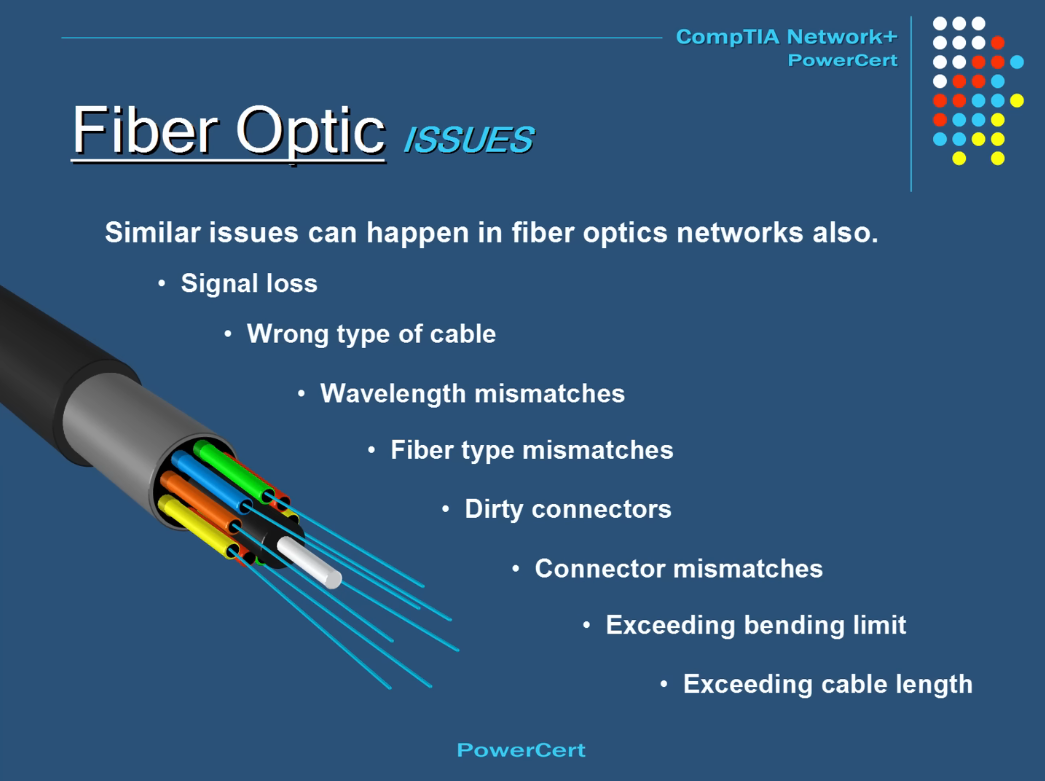 CompTIA Network+
PowerCert
Fiber Optic ISSUES
Similar issues can happen in fiber optics networks also.
• Signal loss
• Wrong type of cable
• Wavelength mismatches
• Fiber type mismatches
• Dirty connectors
• Connector mismatches
• Exceeding bending limit
• Exceeding cable length
PowerCert